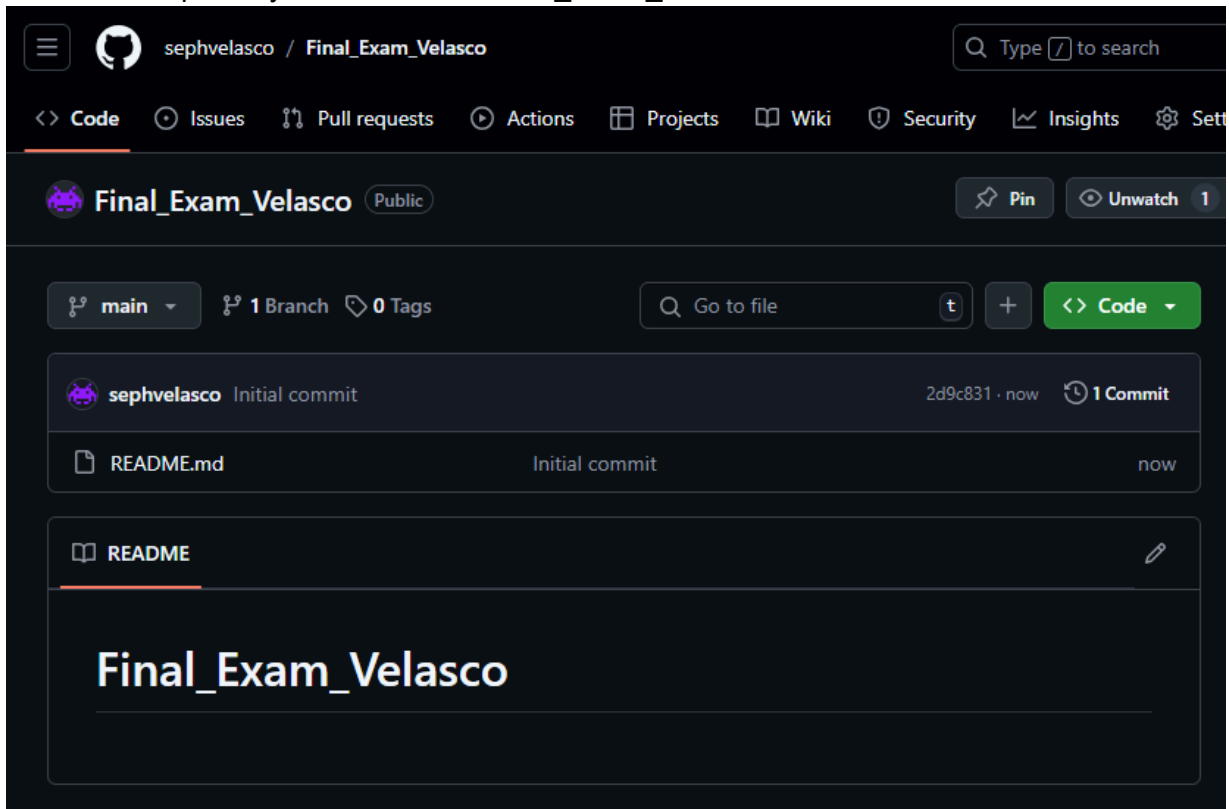 sephvelasco / Final_Exam_Velasco Type / to search
Code Issues Pull requests Actions Projects Wiki Security Insights Sett
Final_Exam_Velasco Public Pin Unwatch 1
main 1 Branch 0 Tags Go to file t + <> Code
sephvelasco Initial commit 2d9c831 · now 1 Commit
README.md Initial commit now
README
Final_Exam_Velasco